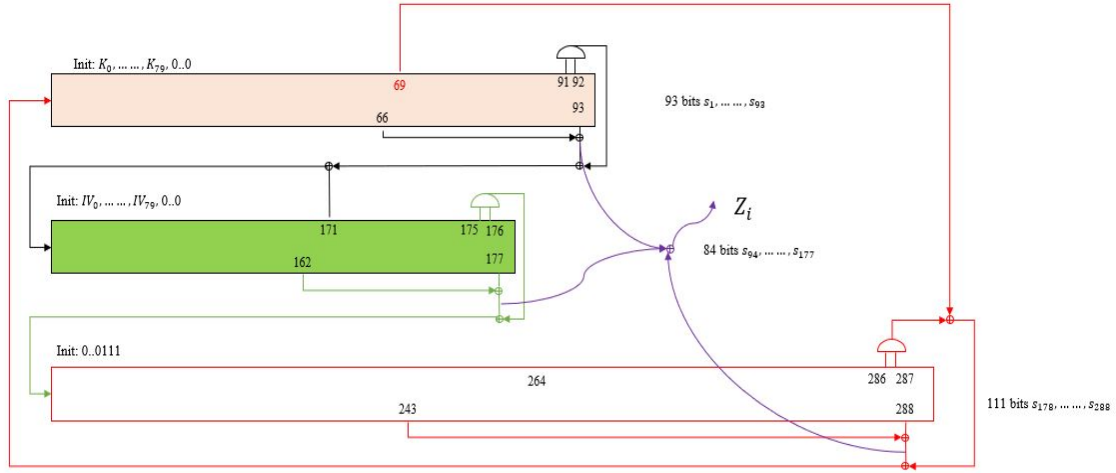 Init: K₀, ... ..., K₇₉, 0..0
69
91 92
93
66
93 bits s₁, ... ..., s₉₃
Init: IV₀, ... ..., IV₇₉, 0..0
171
175 176
177
162
Zᵢ
84 bits s₉₄, ... ..., s₁₇₇
Init: 0..0111
264
286 287
243
288
111 bits s₁₇₈, ... ..., s₂₈₈